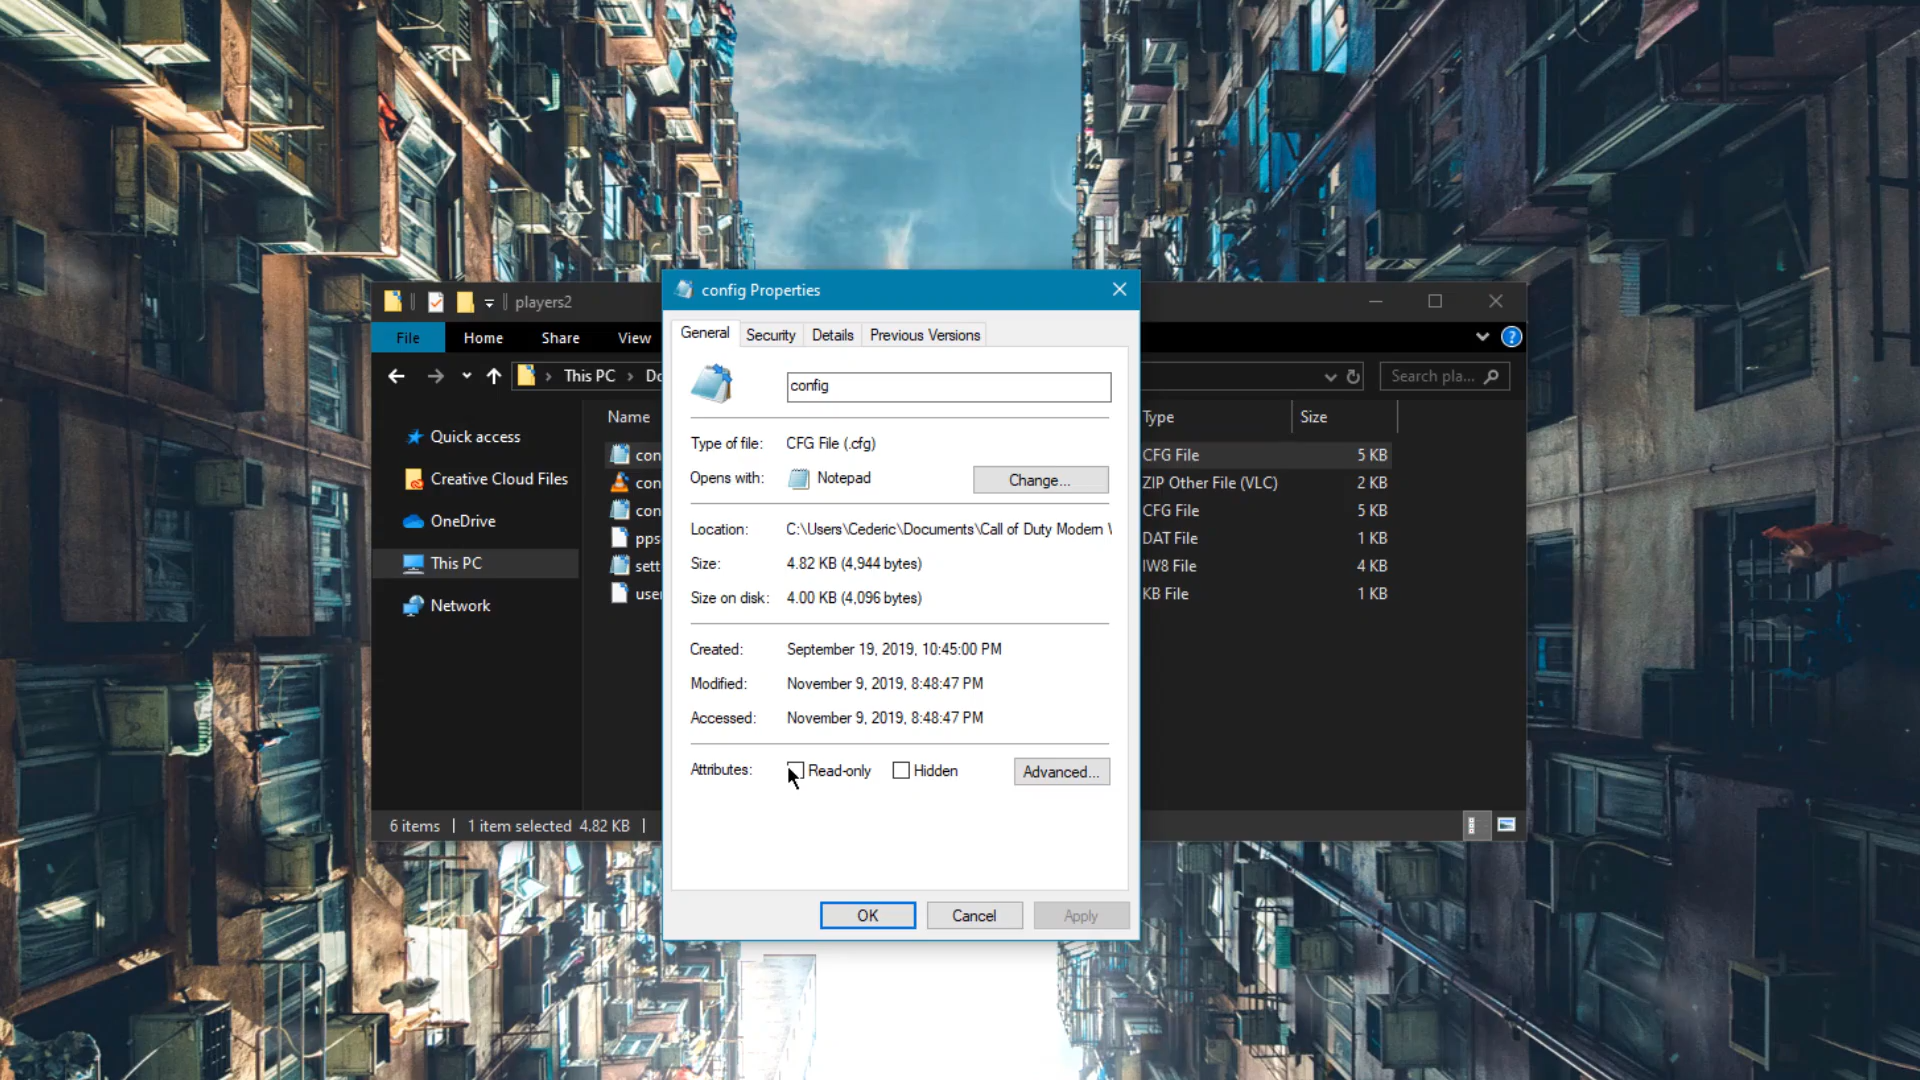 config Properties
players2
File Home Share View
General Security Details Previous Versions
This PC
Search pla...
config
Name
Type
Size
Quick access
Creative Cloud Files
OneDrive
This PC
Network
con CFG File 5 KB
con ZIP Other File (VLC) 2 KB
con CFG File 5 KB
pps DAT File 1 KB
sett IW8 File 4 KB
user KB File 1 KB
Type of file: CFG File (.cfg)
Opens with: Notepad Change...
Location: C:\Users\Cederic\Documents\Call of Duty Modern
Size: 4.82 KB (4,944 bytes)
Size on disk: 4.00 KB (4,096 bytes)
Created: September 19, 2019, 10:45:00 PM
Modified: November 9, 2019, 8:48:47 PM
Accessed: November 9, 2019, 8:48:47 PM
Attributes: Read-only Hidden Advanced...
6 items 1 item selected 4.82 KB
OK Cancel Apply